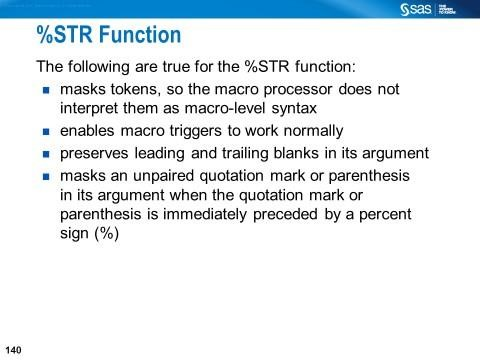 sas THE POWER TO KNOW.
%STR Function
The following are true for the %STR function:
masks tokens, so the macro processor does not
interpret them as macro-level syntax
enables macro triggers to work normally
preserves leading and trailing blanks in its argument
masks an unpaired quotation mark or parenthesis
in its argument when the quotation mark or
parenthesis is immediately preceded by a percent
sign (%)
140